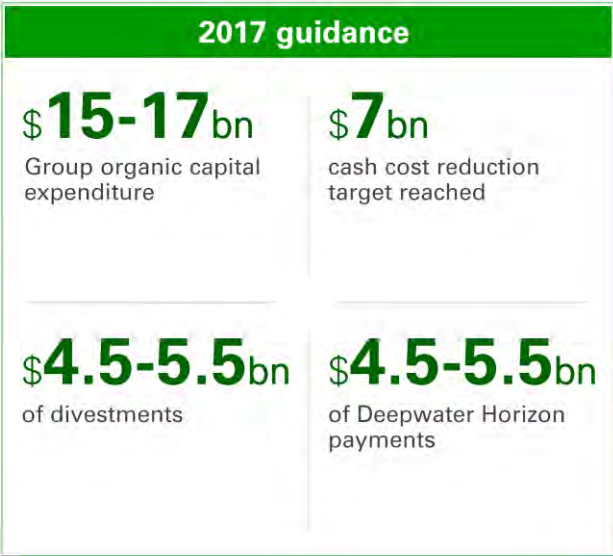 2017 guidance
$15-17bn
Group organic capital
expenditure
$7bn
cash cost reduction
target reached
$4.5-5.5bn
of divestments
$4.5-5.5bn
of Deepwater Horizon
payments